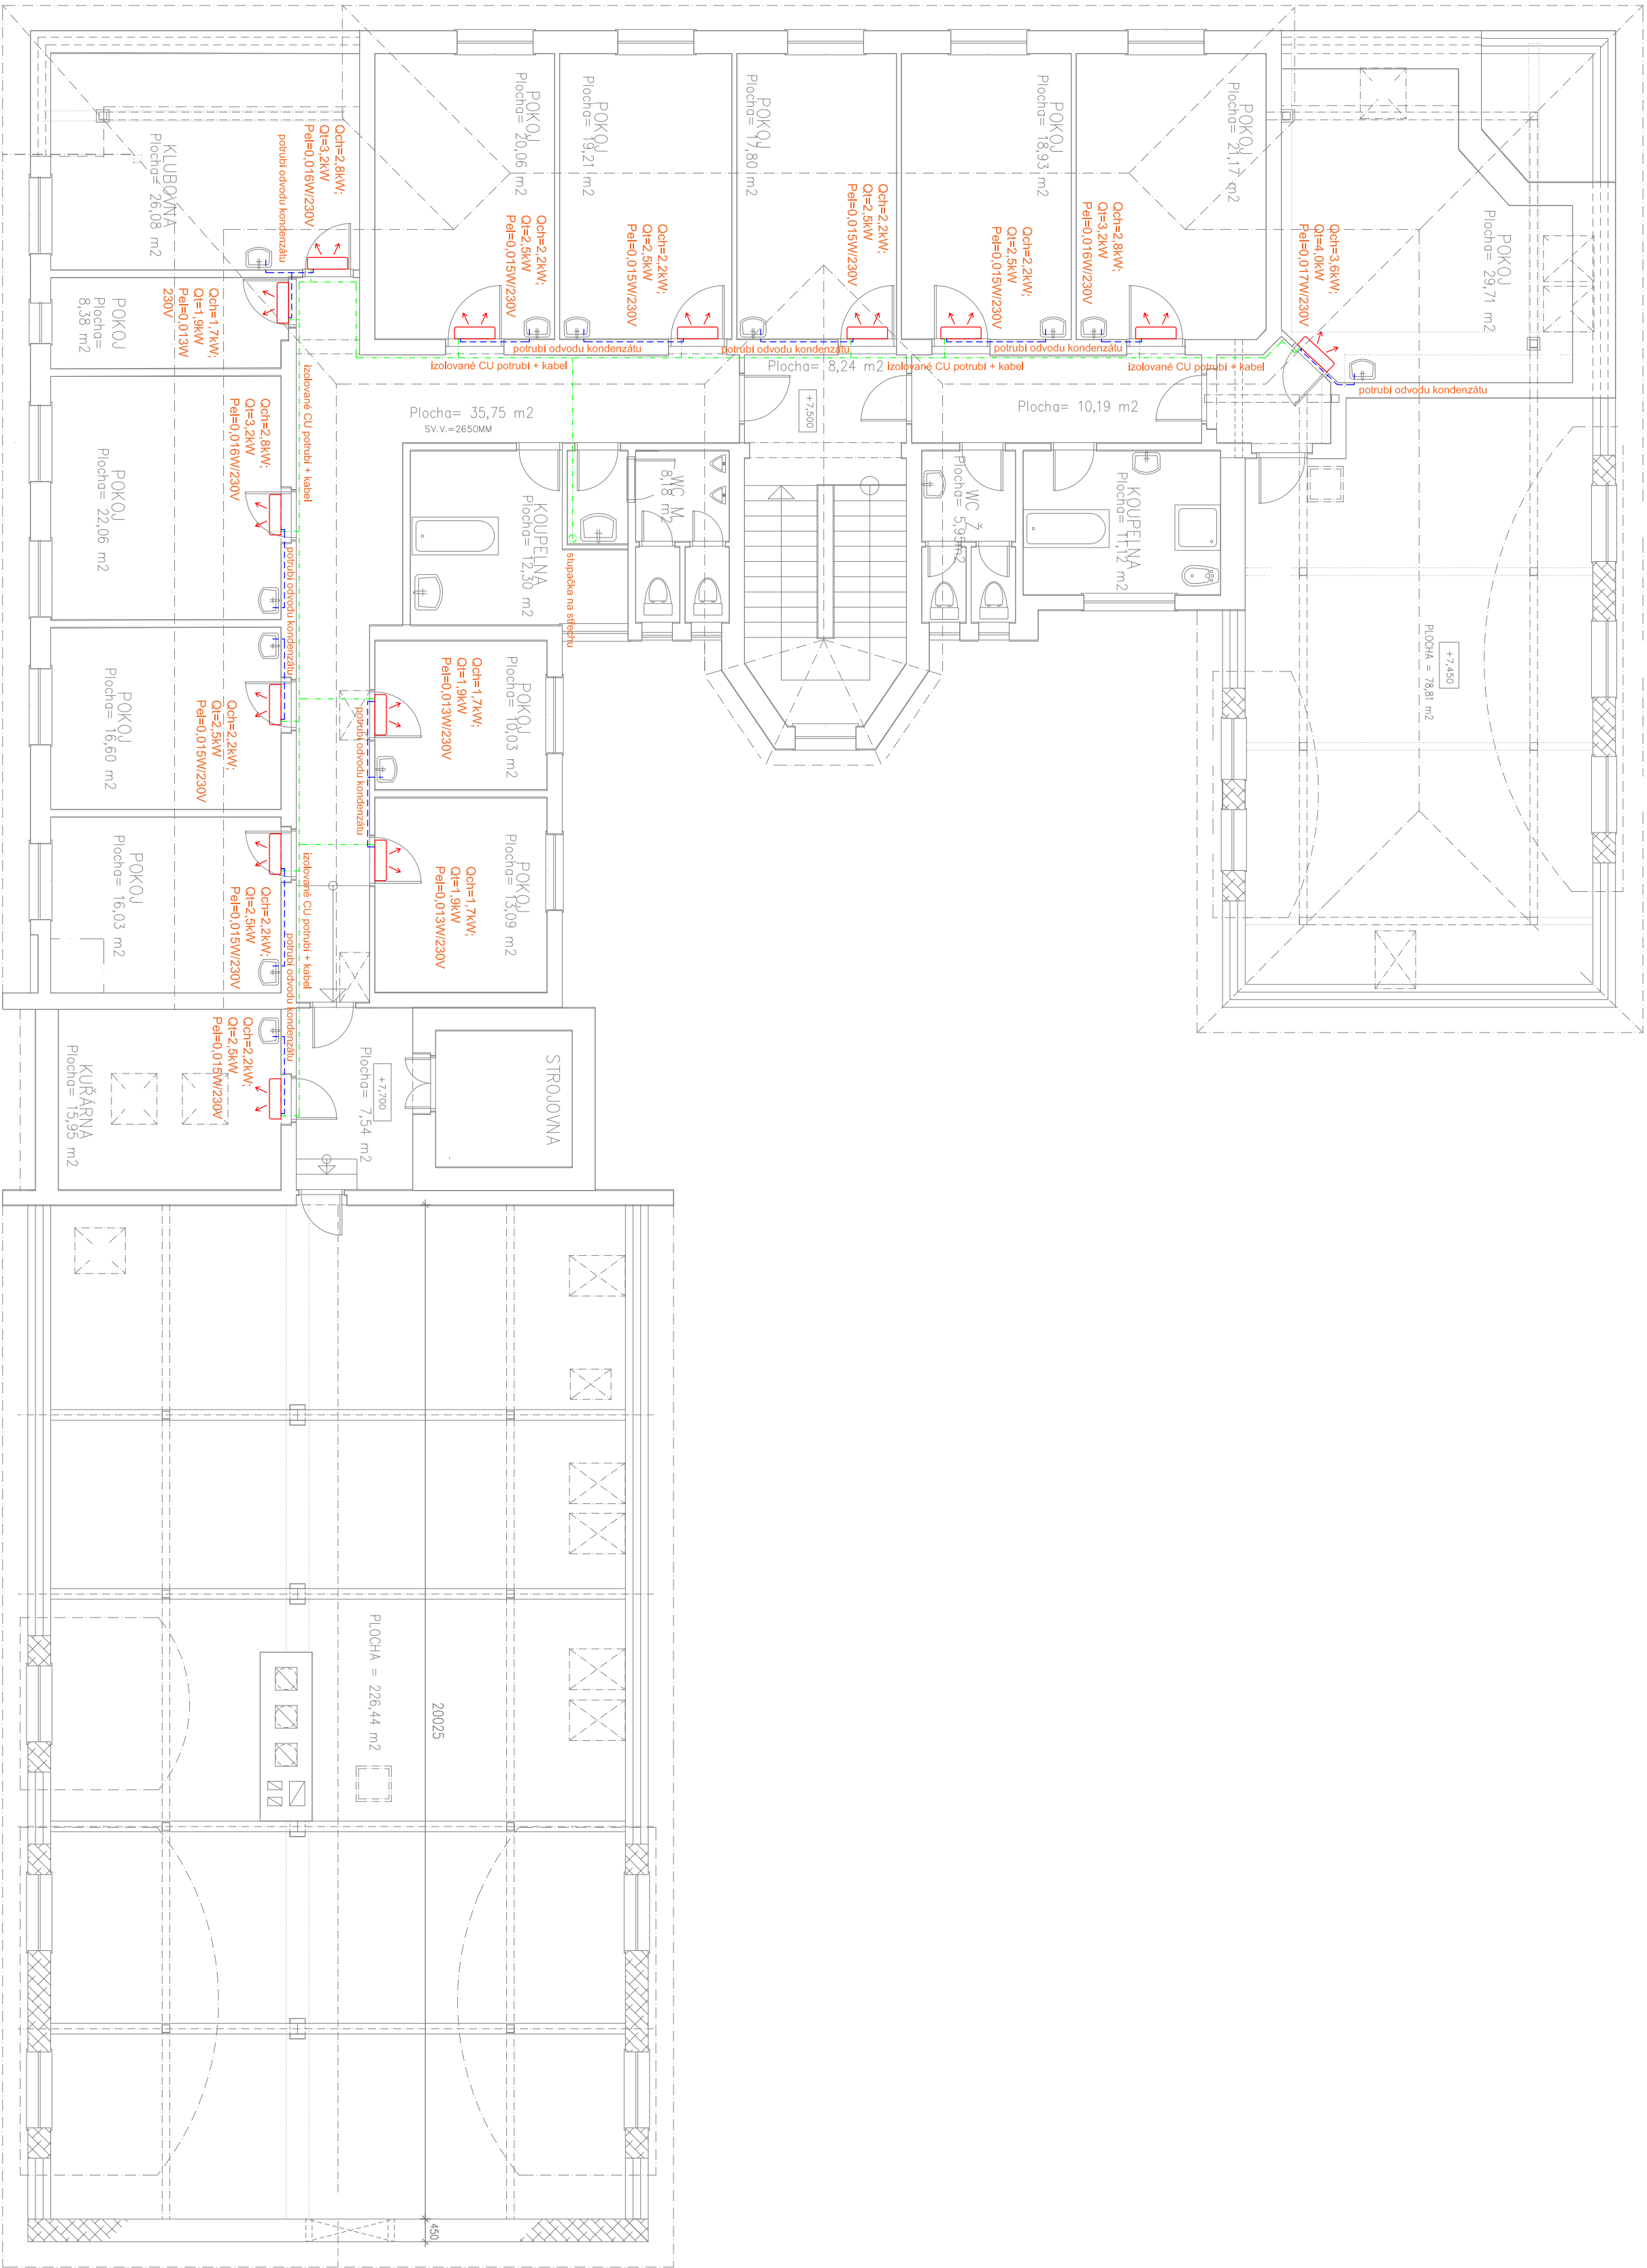 POKOJ
Plocha= 20,06 m2
POKOJ
Plocha= 19,21 m2
POKOJ
Plocha= 17,80 m2
POKOJ
Plocha= 18,93 m2
POKOJ
Plocha= 21,17 m2
POKOJ
Plocha= 29,71 m2
KLUBOVNA
Plocha= 26,08 m2
Qch=2,8kW;
Qt=3,2kW
Pel=0,016W/230V
potrubí odvodu kondenzátu
Qch=2,2kW;
Qt=2,5kW
Pel=0,015W/230V
Qch=2,2kW;
Qt=2,5kW
Pel=0,015W/230V
Qch=2,2kW;
Qt=2,5kW
Pel=0,015W/230V
Qch=2,2kW;
Qt=2,5kW
Pel=0,015W/230V
Qch=2,8kW;
Qt=3,2kW
Pel=0,016W/230V
Qch=3,6kW;
Qt=4,0kW
Pel=0,017W/230V
POKOJ
Plocha=
8,38 m2
Qch=1,7kW;
Qt=1,9kW
Pel=0,013W
230V
potrubí odvodu kondenzátu
potrubí odvodu kondenzátu
potrubí odvodu kondenzátu
potrubí odvodu kondenzátu
izolované CU potrubí + kabel
Plocha= 8,24 m2
izolované CU potrubí + kabel
izolované CU potrubí + kabel
izolované CU potrubí + kabel
+7,500
Plocha= 35,75 m2
SV.V.=2650MM
Plocha= 10,19 m2
POKOJ
Plocha= 22,06 m2
Qch=2,8kW;
Qt=3,2kW
Pel=0,016W/230V
potrubí odvodu kondenzátu
KOUPELNA
Plocha= 12,30 m2
stupačka na střechu
WC M
8,18 m2
WC Ž
Plocha= 5,95m2
KOUPELNA
Plocha= 11,12 m2
+7,450
PLOCHA = 78,81 m2
POKOJ
Plocha= 16,60 m2
Qch=2,2kW;
Qt=2,5kW
Pel=0,015W/230V
POKOJ
Plocha= 10,03 m2
Qch=1,7kW;
Qt=1,9kW
Pel=0,013W/230V
potrubí odvodu kondenzátu
POKOJ
Plocha= 13,09 m2
Qch=1,7kW;
Qt=1,9kW
Pel=0,013W/230V
POKOJ
Plocha= 16,03 m2
Qch=2,2kW;
Qt=2,5kW
Pel=0,015W/230V
izolované CU potrubí + kabel
potrubí odvodu kondenzátu
KUŘÁRNA
Plocha= 15,95 m2
Qch=2,2kW;
Qt=2,5kW
Pel=0,015W/230V
+7,700
Plocha= 7,54 m2
STROJOVNA
PLOCHA = 226,44 m2
20025
450